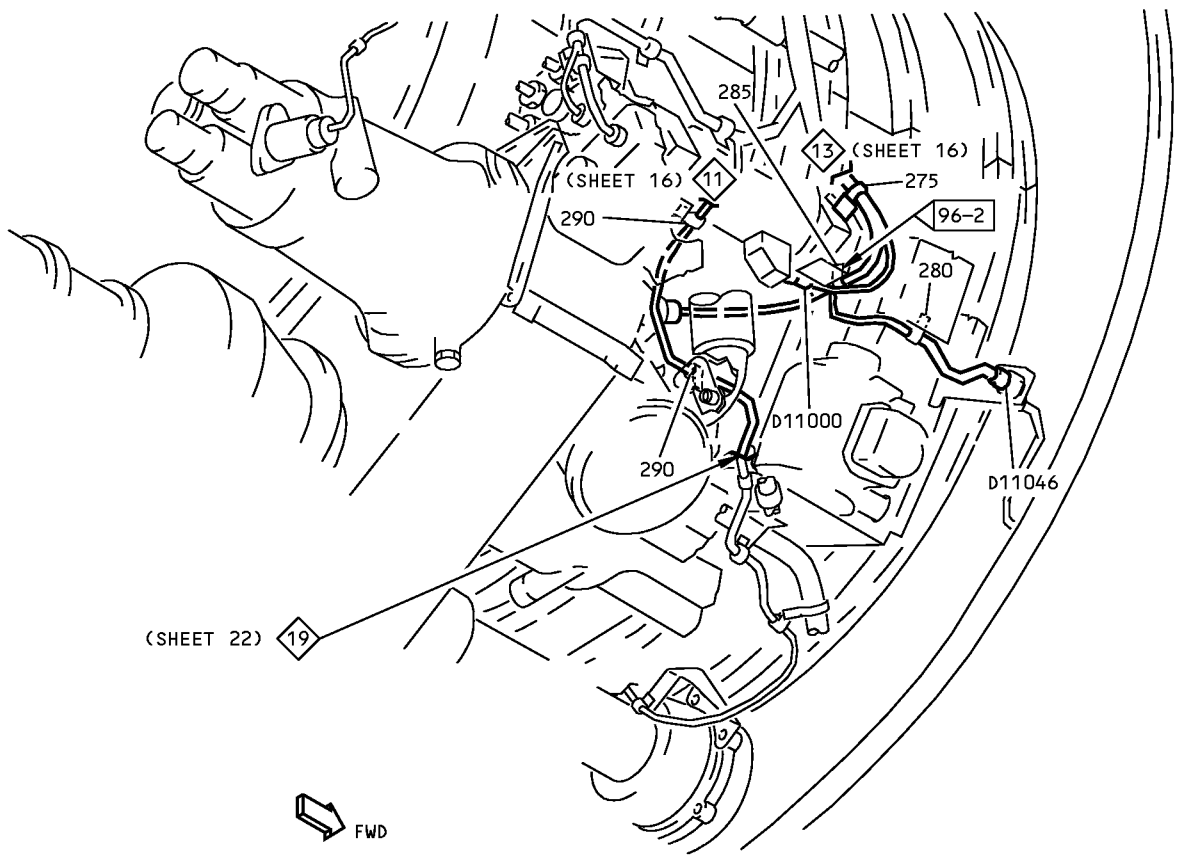 285
13 (SHEET 16)
(SHEET 16) 11
275
290
96-2
280
D11000
290
D11046
(SHEET 22) 19
FWD